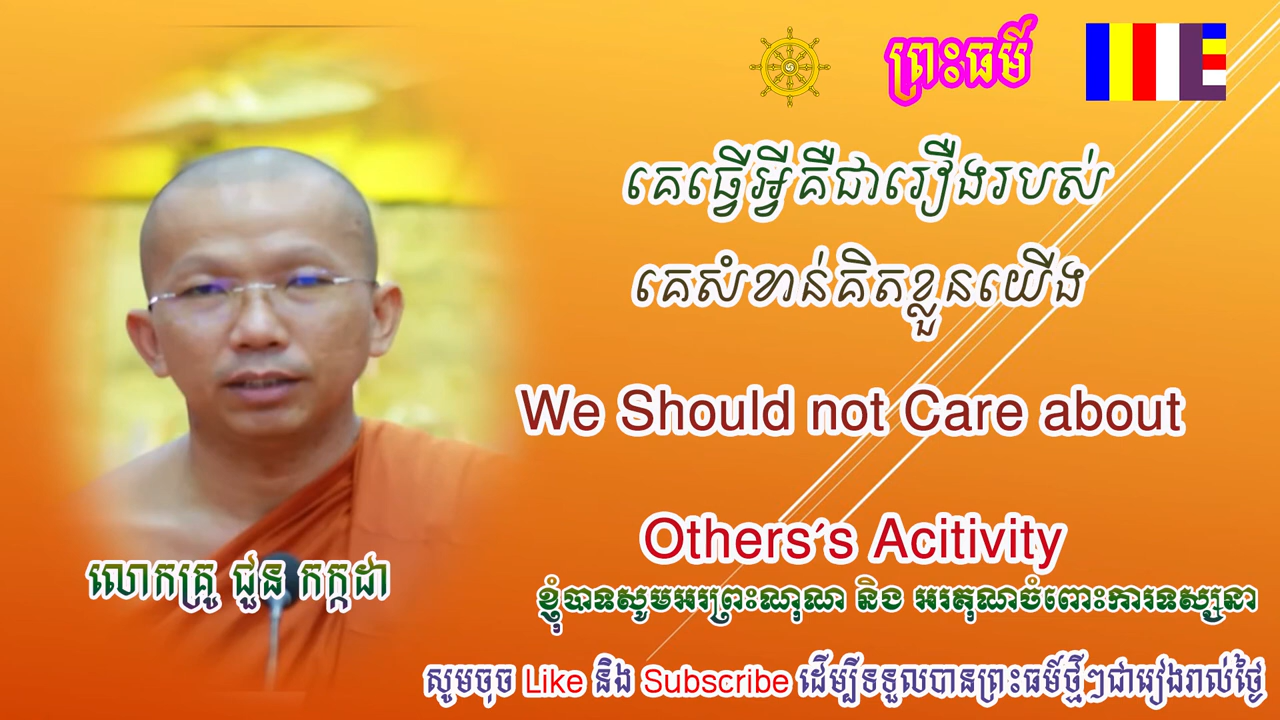 ព្រះធម៌
គេធ្វើអ្វីគឺជារឿងរបស់
គេសំខាន់គិតខ្លួនយើង
We Should not Care about
Others´s Acitivity
លោកគ្រូ ជួន កក្កដា
ខ្ញុំបាទសូមអរព្រះគុណ និង អរគុណចំពោះការទស្សនា
សូមចុច Like និង Subscribe ដើម្បីទទួលបានព្រះធម៌ថ្មីៗជារៀងរាល់ថ្ងៃ